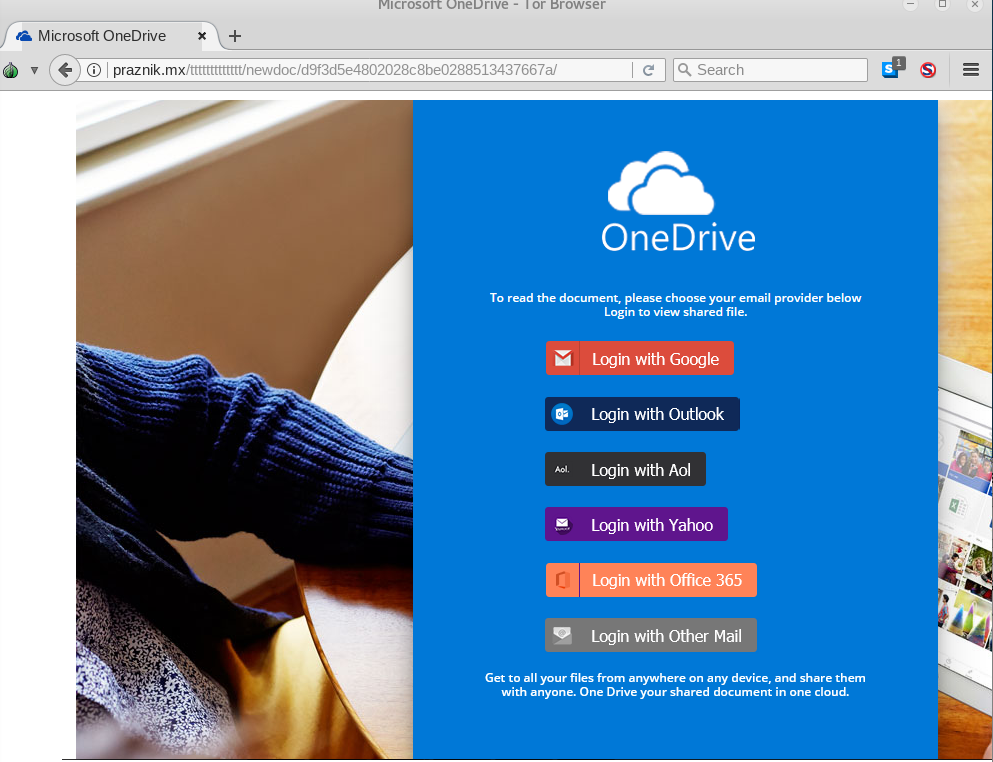 Microsoft OneDrive - Tor Browser
Microsoft OneDrive
praznik.mx/ttttttttttttt/newdoc/d9f3d5e4802028c8be0288513437667a/
Search
S 1
S
OneDrive
To read the document, please choose your email provider below
Login to view shared file.
Login with Google
Login with Outlook
Aol. Login with Aol
Login with Yahoo
Login with Office 365
Login with Other Mail
Get to all your files from anywhere on any device, and share them
with anyone. One Drive your shared document in one cloud.